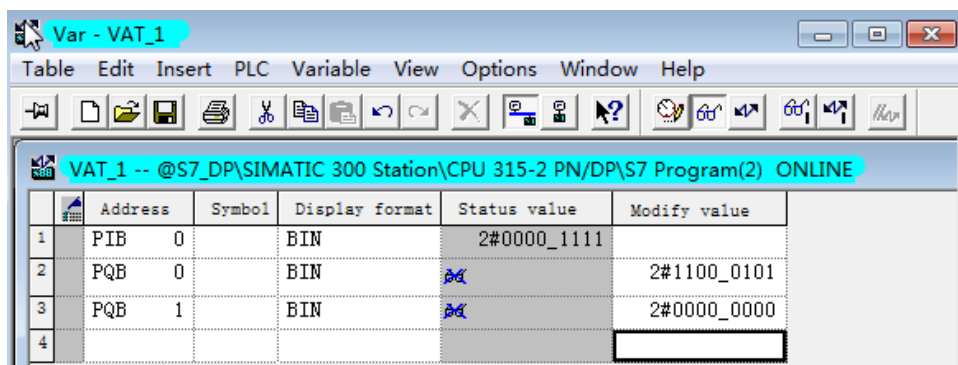 Var - VAT_1
Table Edit Insert PLC Variable View Options Window Help
VAT_1 -- @S7_DP\SIMATIC 300 Station\CPU 315-2 PN/DP\S7 Program(2) ONLINE
Address Symbol Display format Status value Modify value
1 PIB 0 BIN 2#0000_1111
2 PQB 0 BIN 2#1100_0101
3 PQB 1 BIN 2#0000_0000
4